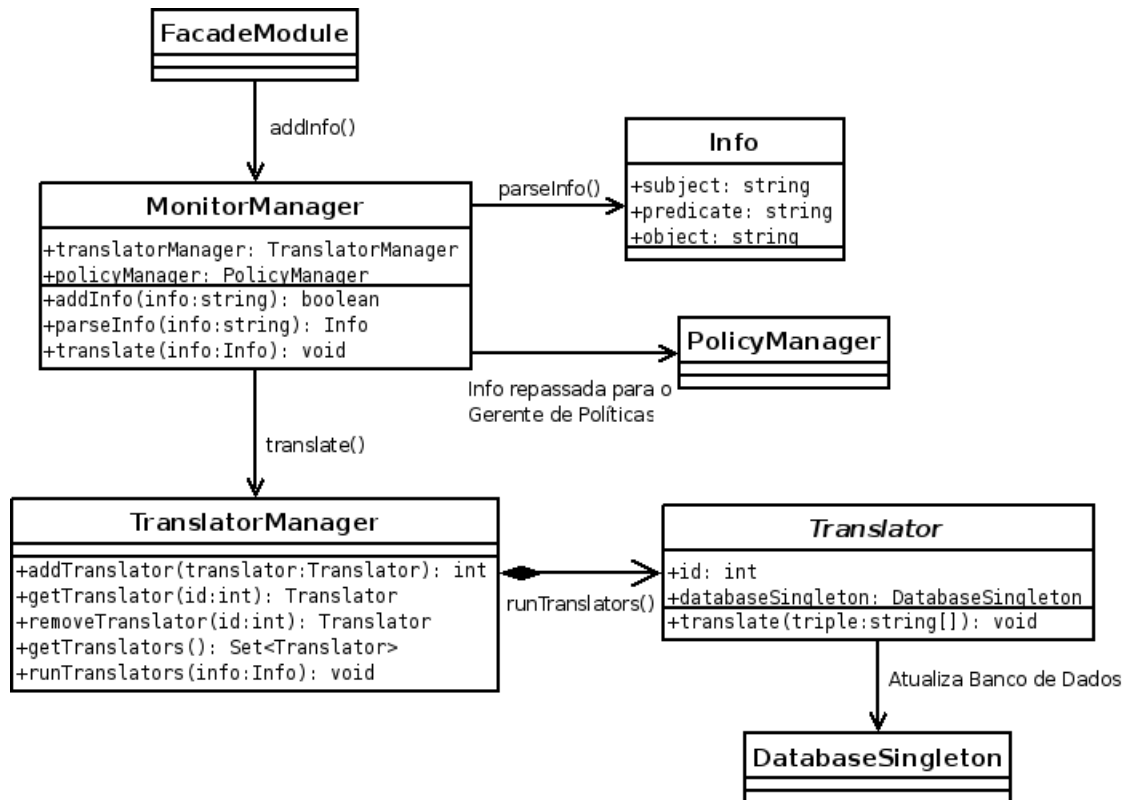 FacadeModule
addInfo()
MonitorManager
+translatorManager: TranslatorManager
+policyManager: PolicyManager
+addInfo(info:string): boolean
+parseInfo(info:string): Info
+translate(info:Info): void
parseInfo()
Info
+subject: string
+predicate: string
+object: string
PolicyManager
Info repassada para o
Gerente de Políticas
translate()
TranslatorManager
+addTranslator(translator:Translator): int
+getTranslator(id:int): Translator
+removeTranslator(id:int): Translator
+getTranslators(): Set<Translator>
+runTranslators(info:Info): void
runTranslators()
Translator
+id: int
+databaseSingleton: DatabaseSingleton
+translate(triple:string[]): void
Atualiza Banco de Dados
DatabaseSingleton